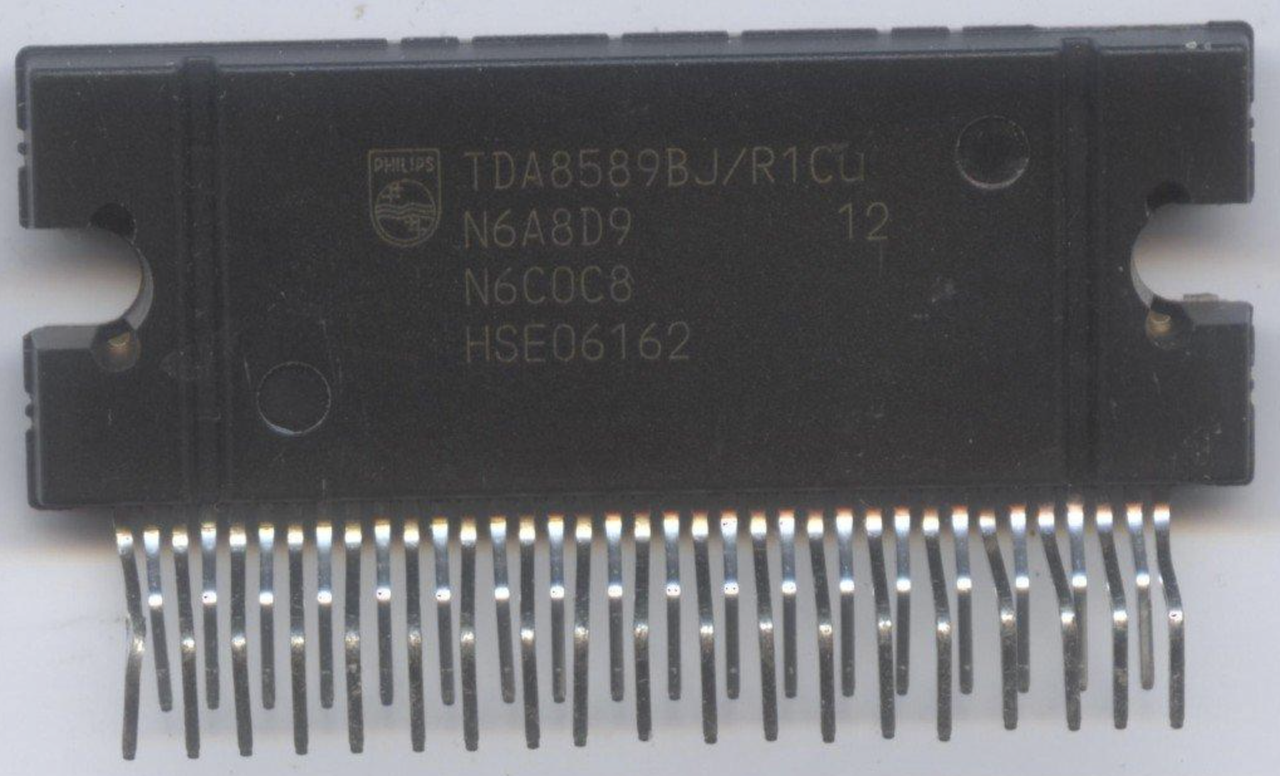 PHILIPS
TDA8589BJ/R1Cu
N6A8D9 12
N6C0C8
HSE06162